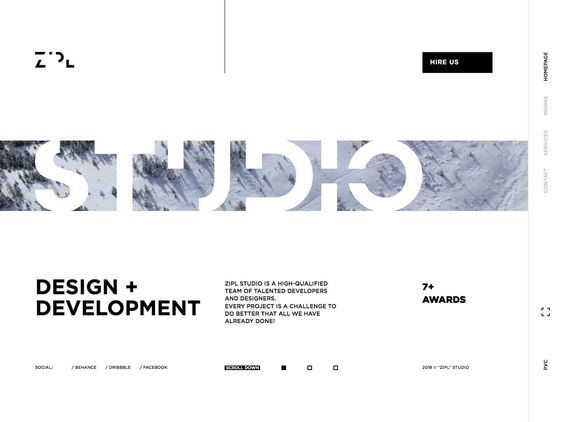 ZIPL
HIRE US
HOMEPAGE
WORKS
SERVICES
CONTACT
STUDIO
DESIGN +
DEVELOPMENT
ZIPL STUDIO IS A HIGH-QUALIFIED
TEAM OF TALENTED DEVELOPERS
AND DESIGNERS.
EVERY PROJECT IS A CHALLENGE TO
DO BETTER THAT ALL WE HAVE
ALREADY DONE!
7+
AWARDS
SOCIAL: / BEHANCE / DRIBBBLE / FACEBOOK
SCROLL DOWN
2018 © "ZIPL" STUDIO
РУС